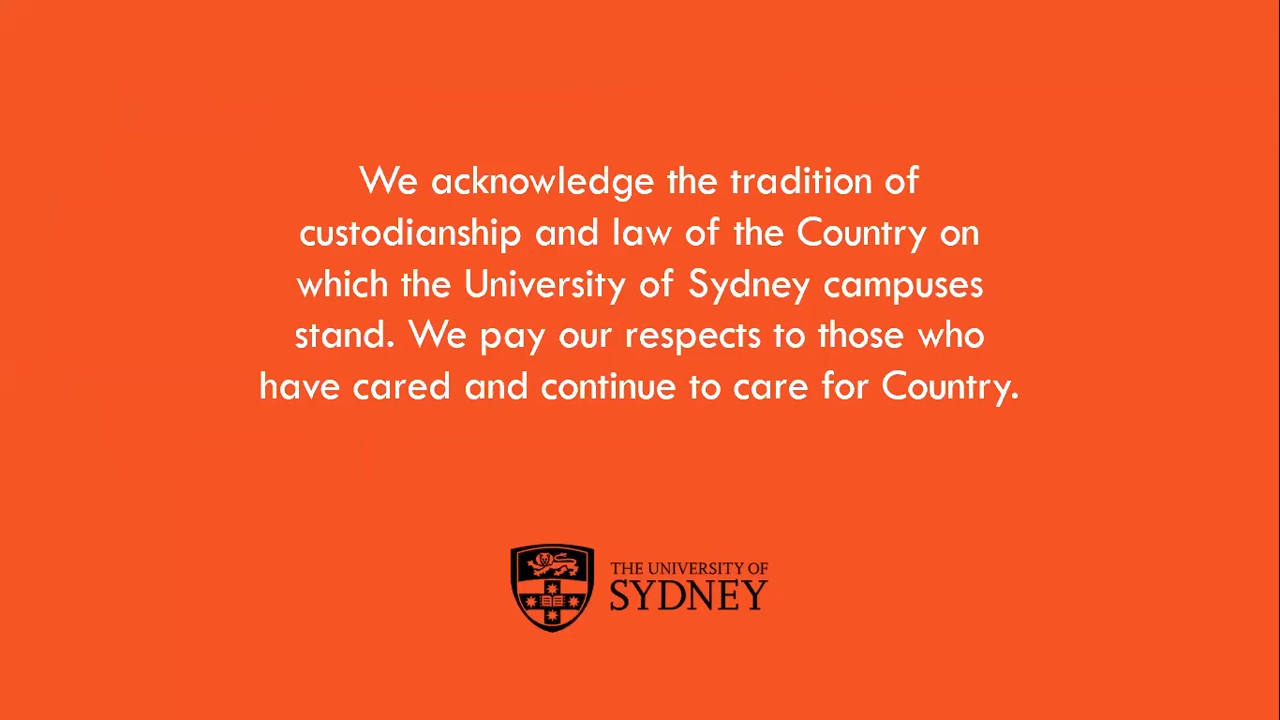 We acknowledge the tradition of
custodianship and law of the Country on
which the University of Sydney campuses
stand. We pay our respects to those who
have cared and continue to care for Country.
THE UNIVERSITY OF
SYDNEY